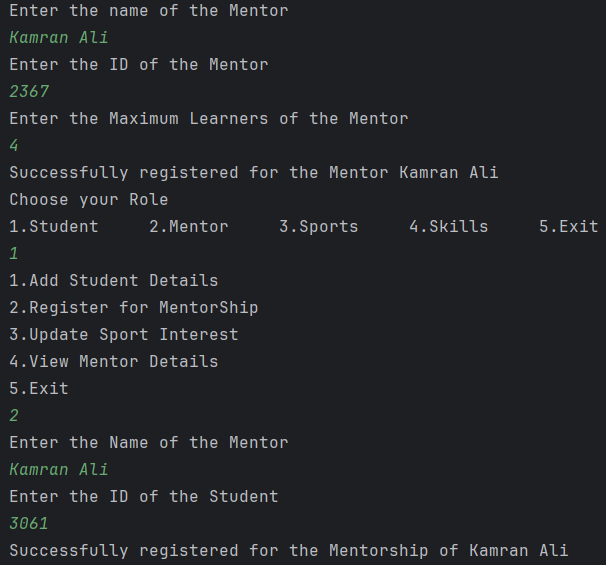 Enter the name of the Mentor
Kamran Ali
Enter the ID of the Mentor
2367
Enter the Maximum Learners of the Mentor
4
Successfully registered for the Mentor Kamran Ali
Choose your Role
1.Student     2.Mentor     3.Sports     4.Skills     5.Exit
1
1.Add Student Details
2.Register for MentorShip
3.Update Sport Interest
4.View Mentor Details
5.Exit
2
Enter the Name of the Mentor
Kamran Ali
Enter the ID of the Student
3061
Successfully registered for the Mentorship of Kamran Ali